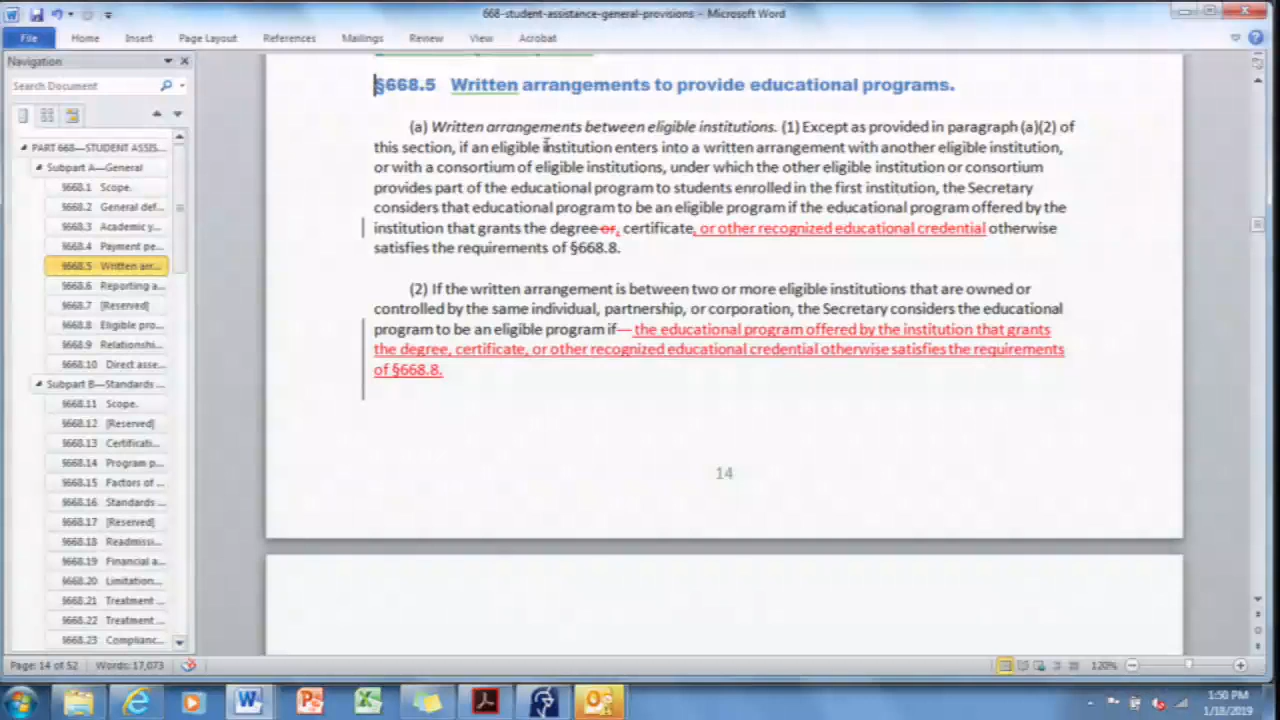 668-student-assistance-general-provisions - Microsoft Word
File Home Insert Page Layout References Mailings Review View Acrobat
Navigation
Search Document
PART 668—STUDENT ASSIS...
Subpart A—General
§668.1 Scope.
§668.2 General def...
§668.3 Academic y...
§668.4 Payment pe...
§668.5 Written arr...
§668.6 Reporting a...
§668.7 [Reserved]
§668.8 Eligible pro...
§668.9 Relationshi...
§668.10 Direct asse...
Subpart B—Standards ...
§668.11 Scope.
§668.12 [Reserved]
§668.13 Certificati...
§668.14 Program p...
§668.15 Factors of ...
§668.16 Standards ...
§668.17 [Reserved]
§668.18 Readmissi...
§668.19 Financial a...
§668.20 Limitation...
§668.21 Treatment ...
§668.22 Treatment ...
§668.23 Complianc...
§668.5 Written arrangements to provide educational programs.
(a) Written arrangements between eligible institutions. (1) Except as provided in paragraph (a)(2) of
this section, if an eligible institution enters into a written arrangement with another eligible institution,
or with a consortium of eligible institutions, under which the other eligible institution or consortium
provides part of the educational program to students enrolled in the first institution, the Secretary
considers that educational program to be an eligible program if the educational program offered by the
institution that grants the degree or, certificate, or other recognized educational credential otherwise
satisfies the requirements of §668.8.
(2) If the written arrangement is between two or more eligible institutions that are owned or
controlled by the same individual, partnership, or corporation, the Secretary considers the educational
program to be an eligible program if— the educational program offered by the institution that grants
the degree, certificate, or other recognized educational credential otherwise satisfies the requirements
of §668.8.
14
Page: 14 of 52 Words: 17,073
120%
1:50 PM
1/18/2019